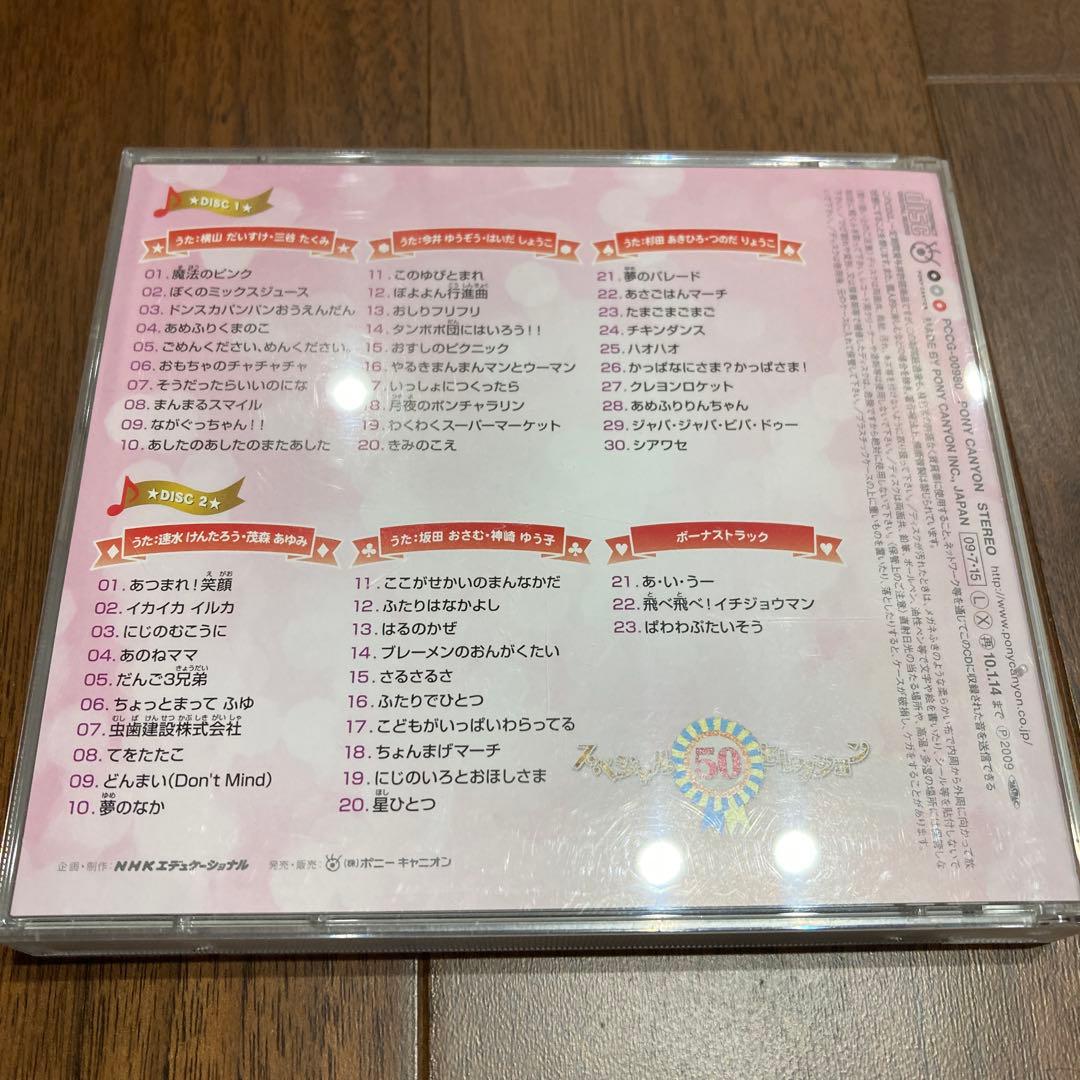 ★DISC 1★
うた:横山 だいすけ・三谷 たくみ
01. 魔法のピンク
02. ぼくのミックスジュース
03. ドンスカパンパンおうえんだん
04. あめふりくまのこ
05. ごめんください、めんください。
06. おもちゃのチャチャチャ
07. そうだったらいいのにな
08. まんまるスマイル
09. ながぐっちゃん!!
10. あしたのあしたのまたあした
うた:今井 ゆうぞう・はいだ しょうこ
11. このゆびとまれ
12. ぼよよん行進曲
13. おしりフリフリ
14. タンポポ団にはいろう!!
15. おすしのピクニック
16. やるきまんまんマンとウーマン
17. いっしょにつくったら
18. 月夜のポンチャラリン
19. わくわくスーパーマーケット
20. きみのこえ
うた:杉田 あきひろ・つのだ りょうこ
21. 夢のパレード
22. あさごはんマーチ
23. たまごまごまご
24. チキンダンス
25. ハオハオ
26. かっぱなにさま?かっぱさま!
27. クレヨンロケット
28. あめふりりんちゃん
29. ジャバ・ジャバ・ビバ・ドゥー
30. シアワセ
★DISC 2★
うた:速水 けんたろう・茂森 あゆみ
01. あつまれ!笑顔
02. イカイカ イルカ
03. にじのむこうに
04. あのねママ
05. だんご3兄弟
06. ちょっとまって ふゆ
07. 虫歯建設株式会社
08. てをたたこ
09. どんまい(Don't Mind)
10. 夢のなか
うた:坂田 おさむ・神崎 ゆう子
11. ここがせかいのまんなかだ
12. ふたりはなかよし
13. はるのかぜ
14. ブレーメンのおんがくたい
15. さるさるさ
16. ふたりでひとつ
17. こどもがいっぱいわらってる
18. ちょんまげマーチ
19. にじのいろとおほしさま
20. 星ひとつ
ボーナストラック
21. あ・い・うー
22. 飛べ飛べ!イチジョウマン
23. ぱわわぷたいそう
スペシャル50セレクション
企画・制作:NHKエデュケーショナル
発売・販売: (株)ポニー キャニオン
PCCG-00980 PONY CANYON STEREO http://www.ponycanyon.co.jp/
MADE BY PONY CANYON INC., JAPAN 09・7・15 L X 再 10.1.14 まで ℗2009